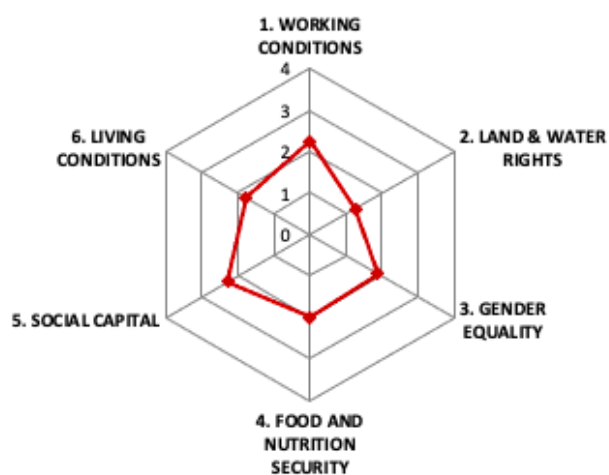 1. WORKING
CONDITIONS
4
3
2
1
0
2. LAND & WATER
RIGHTS
3. GENDER
EQUALITY
4. FOOD AND
NUTRITION
SECURITY
5. SOCIAL CAPITAL
6. LIVING
CONDITIONS